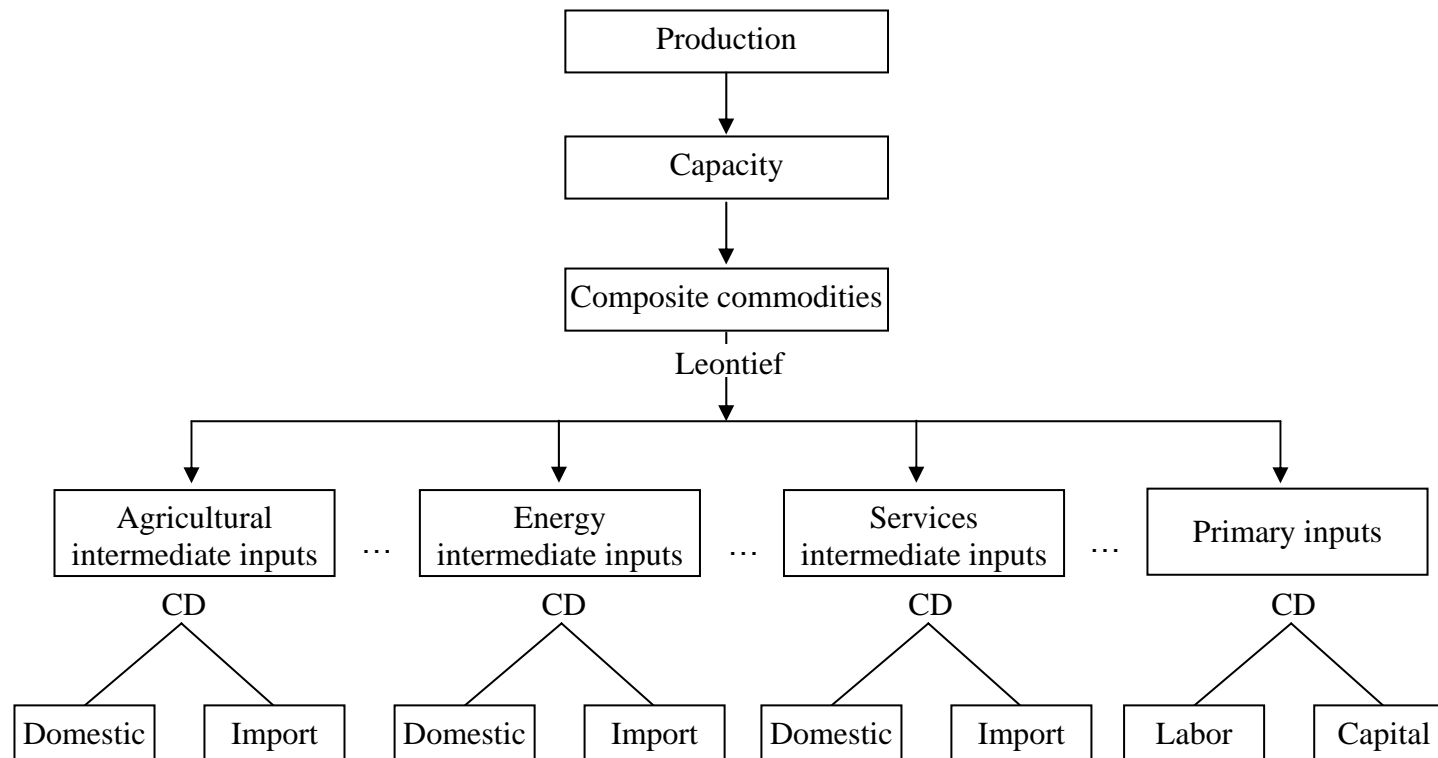 Production
Capacity
Composite commodities
Leontief
Agricultural
intermediate inputs
...
Energy
intermediate inputs
...
Services
intermediate inputs
...
Primary inputs
CD
CD
CD
CD
Domestic
Import
Domestic
Import
Domestic
Import
Labor
Capital